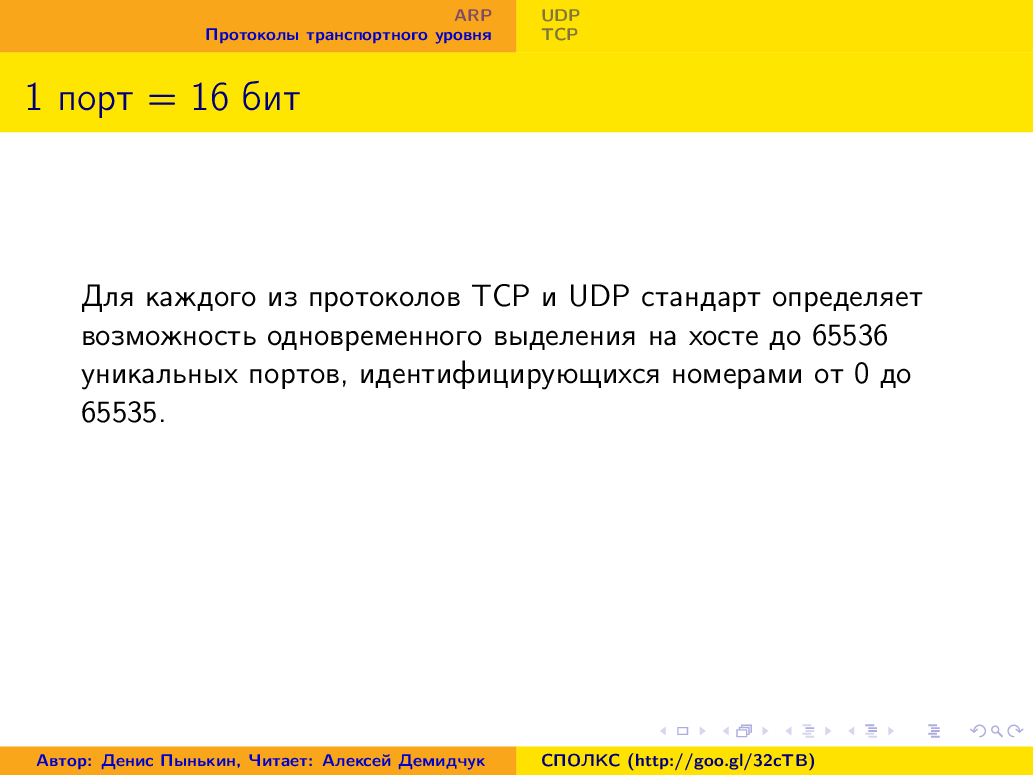 ARP
Протоколы транспортного уровня
UDP
TCP
1 порт = 16 бит
Для каждого из протоколов TCP и UDP стандарт определяет
возможность одновременного выделения на хосте до 65536
уникальных портов, идентифицирующихся номерами от 0 до
65535.
Автор: Денис Пынькин, Читает: Алексей Демидчук
СПОЛКС (http://goo.gl/32cTB)